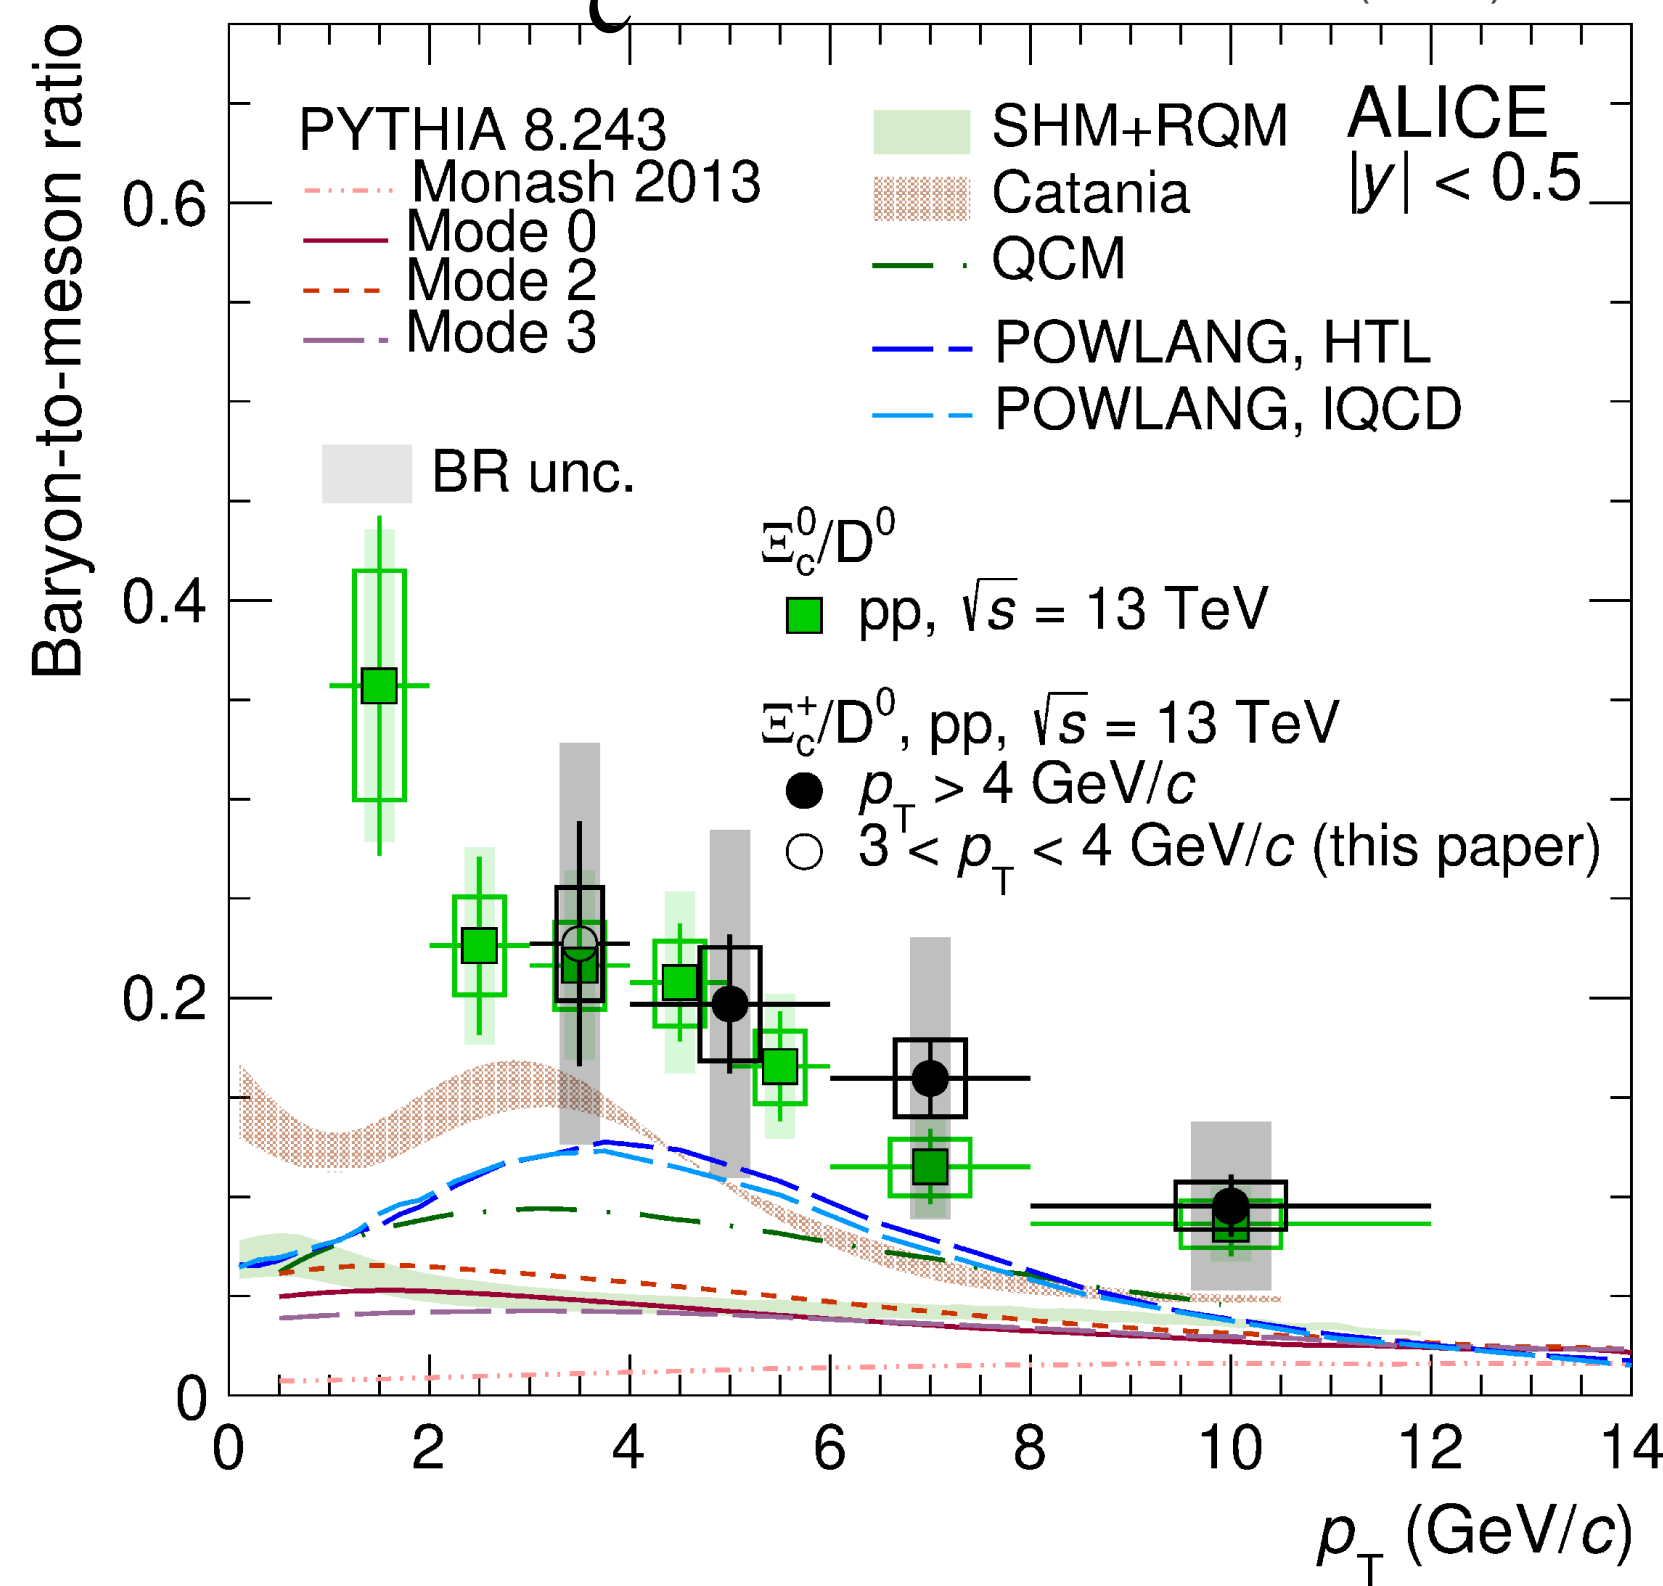 c
Baryon-to-meson ratio
PYTHIA 8.243
Monash 2013
Mode 0
Mode 2
Mode 3
BR unc.
SHM+RQM
Catania
QCM
POWLANG, HTL
POWLANG, lQCD
ALICE
|y| < 0.5
Ξc0/D0
pp, √s = 13 TeV
Ξc+/D0, pp, √s = 13 TeV
pT > 4 GeV/c
3 < pT < 4 GeV/c (this paper)
0.6
0.4
0.2
0
0 2 4 6 8 10 12 14
pT (GeV/c)